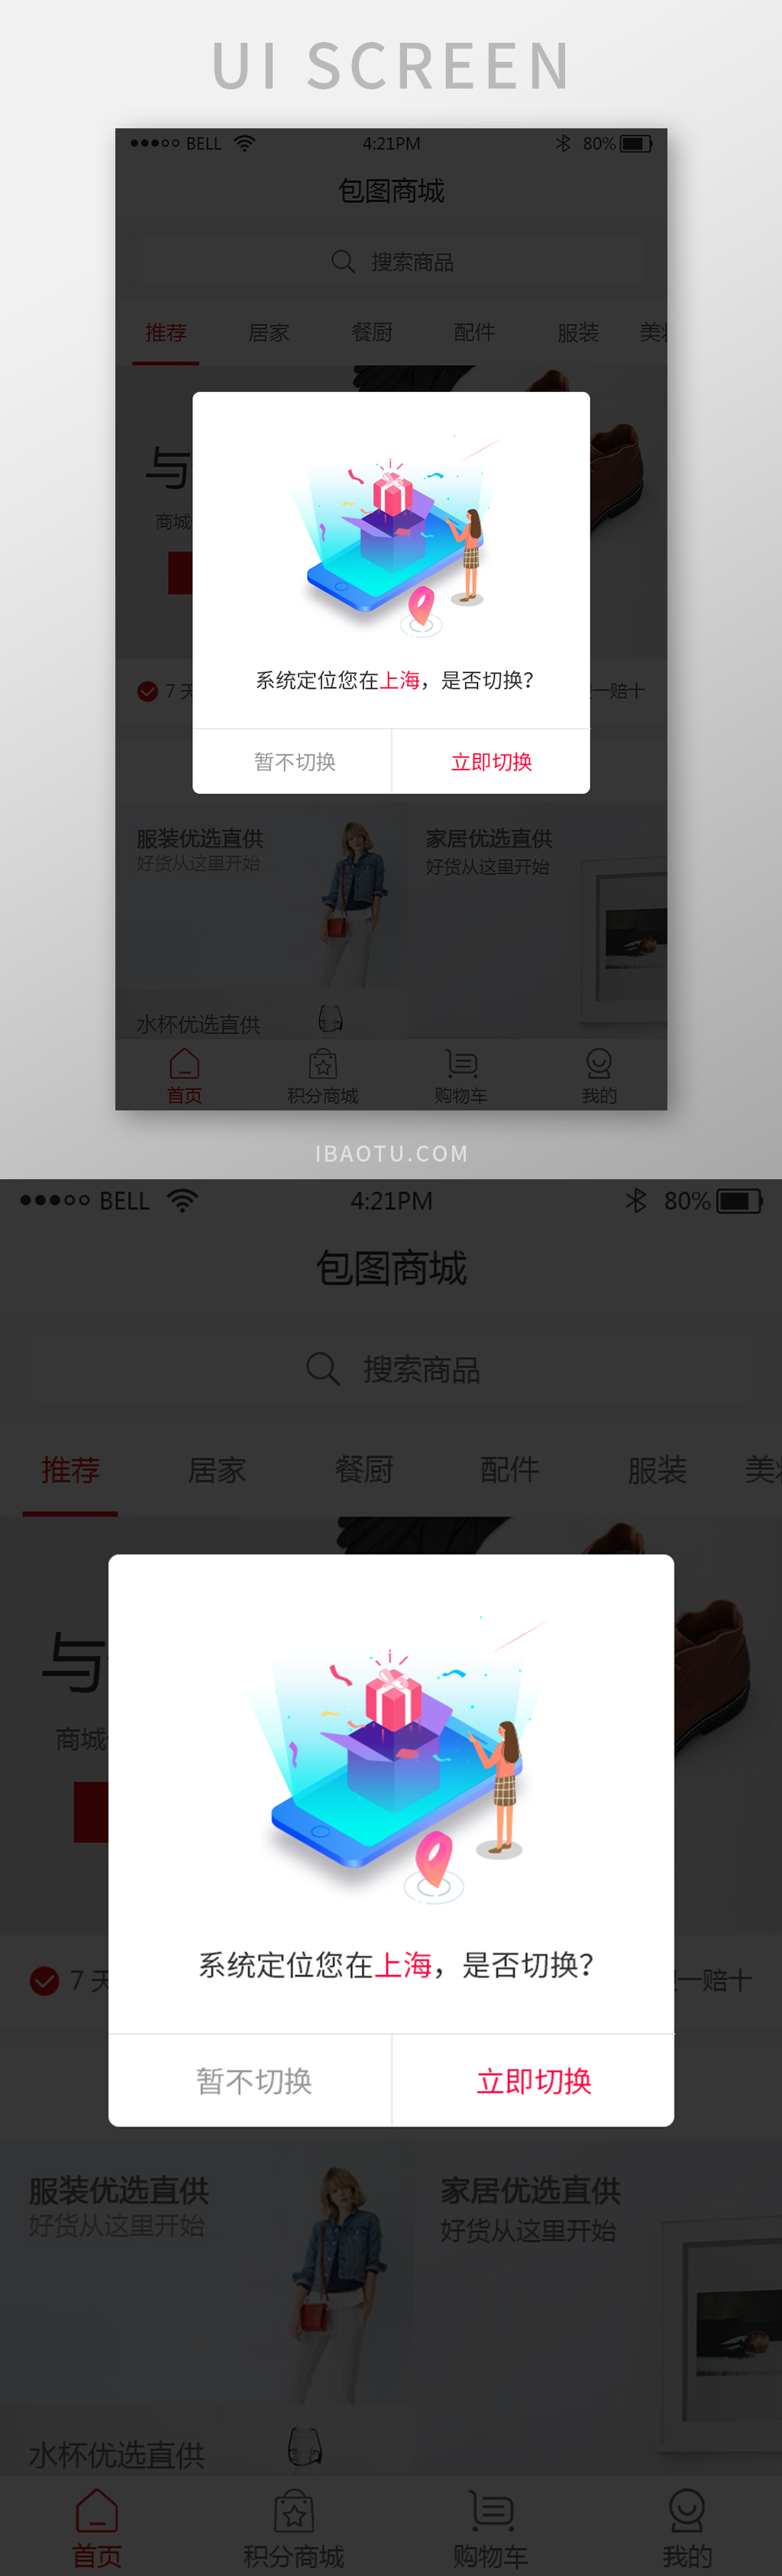 UI SCREEN
BELL 4:21PM 80%
包图商城
搜索商品
推荐 居家 餐厨 配件 服装 美
与
商城
系统定位您在上海，是否切换？
7 天 一赔十
暂不切换 立即切换
服装优选直供 家居优选直供
好货从这里开始 好货从这里开始
水杯优选直供
首页 积分商城 购物车 我的
IBAOTU.COM
BELL 4:21PM 80%
包图商城
搜索商品
推荐 居家 餐厨 配件 服装 美
与
商城
系统定位您在上海，是否切换？
7 天 一赔十
暂不切换 立即切换
服装优选直供 家居优选直供
好货从这里开始 好货从这里开始
水杯优选直供
首页 积分商城 购物车 我的